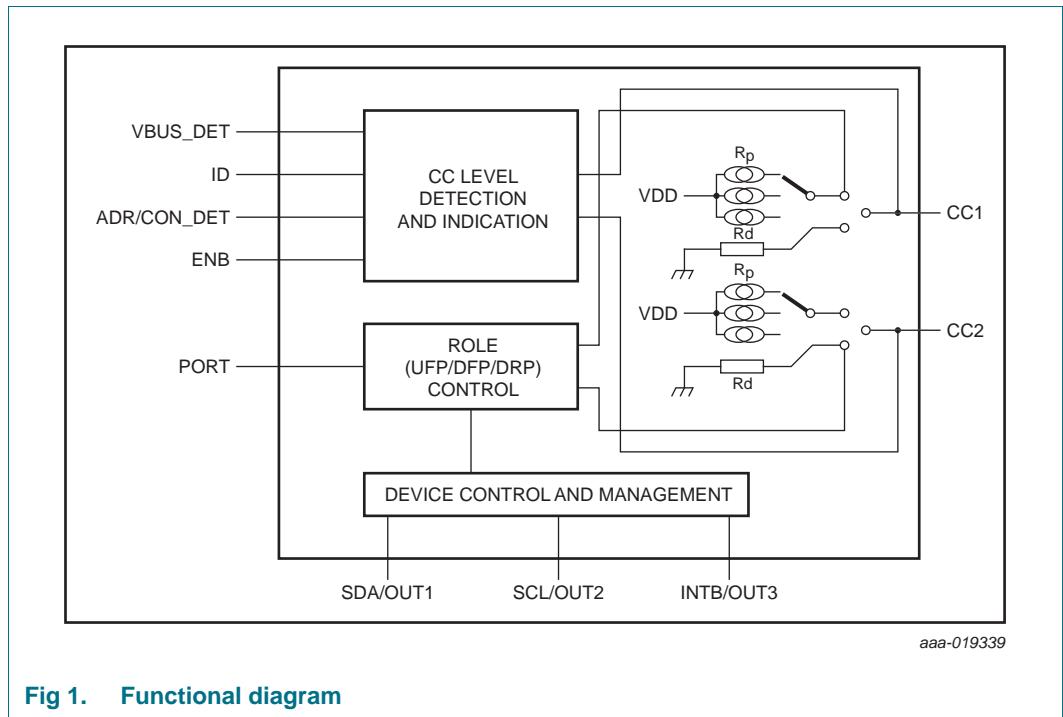 VBUS_DET
ID
ADR/CON_DET
ENB
CC LEVEL
DETECTION
AND INDICATION
Rp
VDD
Rd
CC1
Rp
VDD
Rd
CC2
PORT
ROLE
(UFP/DFP/DRP)
CONTROL
DEVICE CONTROL AND MANAGEMENT
SDA/OUT1
SCL/OUT2
INTB/OUT3
aaa-019339
Fig 1. Functional diagram